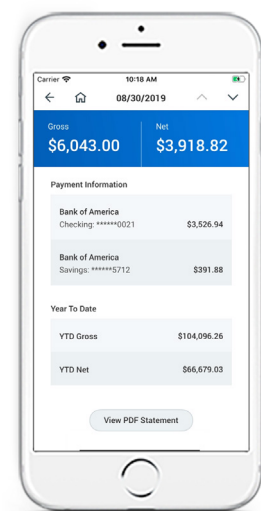 Carrier 10:18 AM
08/30/2019
Gross Net
$6,043.00 $3,918.82
Payment Information
Bank of America
Checking: ******0021 $3,526.94
Bank of America
Savings: ******5712 $391.88
Year To Date
YTD Gross $104,096.26
YTD Net $66,679.03
View PDF Statement